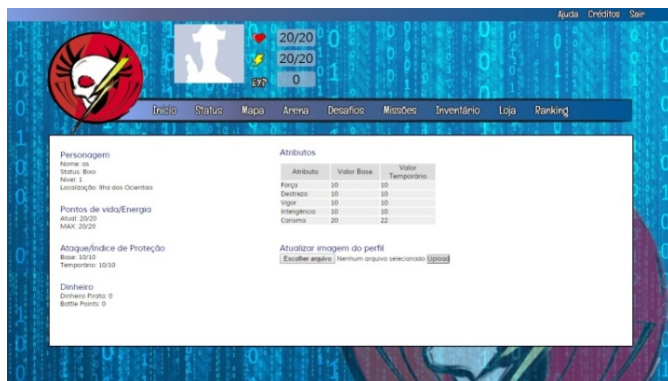 Ajuda Créditos Sair
20/20
20/20
EXP 0
Início Status Mapa Arena Desafios Missões Inventário Loja Ranking
Personagem
Nome: as
Status: Bixo
Nível: 1
Localização: Ilha dos Ocientais
Pontos de vida/Energia
Atual: 20/20
MAX: 20/20
Ataque/Índice de Proteção
Base: 10/10
Temporário: 10/10
Dinheiro
Dinheiro Pirata: 0
Battle Points: 0
Atributos
Atributo Valor Base Valor Temporário
Força 10 10
Destreza 10 10
Vigor 10 10
Inteligência 10 10
Carisma 20 22
Atualizar imagem do perfil
Escolher arquivo Nenhum arquivo selecionado Upload